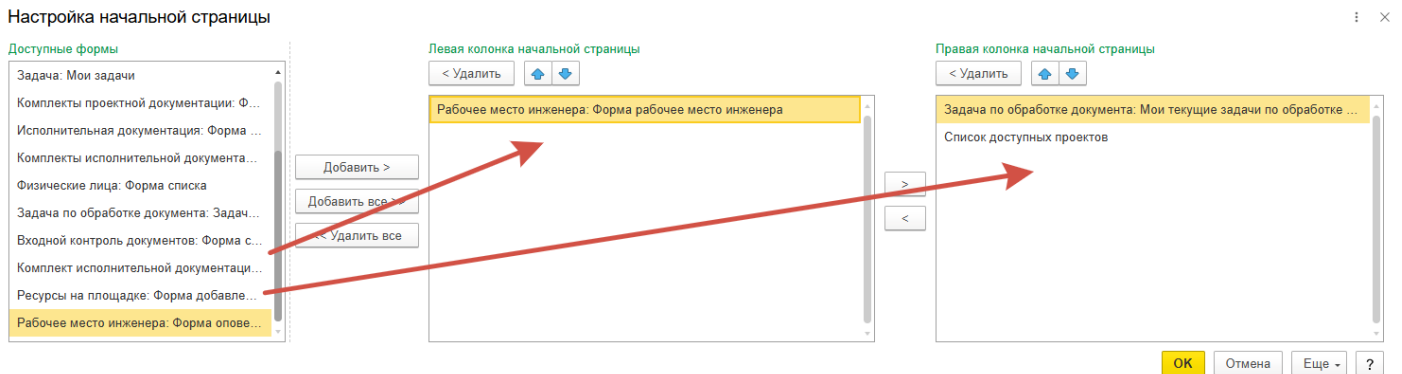 Настройка начальной страницы
Доступные формы
Задача: Мои задачи
Комплекты проектной документации: Ф...
Исполнительная документация: Форма ...
Комплекты исполнительной документа...
Физические лица: Форма списка
Задача по обработке документа: Задач...
Входной контроль документов: Форма с...
Комплект исполнительной документаци...
Ресурсы на площадке: Форма добавле...
Рабочее место инженера: Форма опове...
Добавить >
Добавить все >>
<< Удалить все
Левая колонка начальной страницы
< Удалить
Рабочее место инженера: Форма рабочее место инженера
>
<
Правая колонка начальной страницы
< Удалить
Задача по обработке документа: Мои текущие задачи по обработке ...
Список доступных проектов
ОК
Отмена
Еще
?